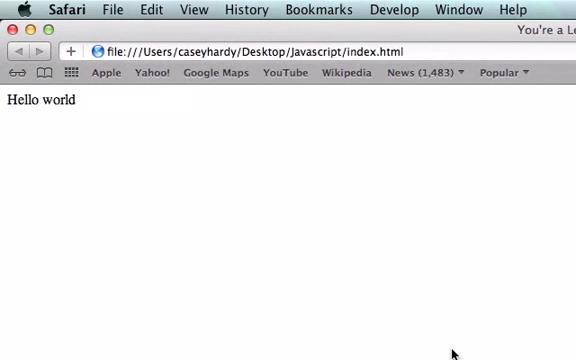 Safari File Edit View History Bookmarks Develop Window Help
You're a
file:///Users/caseyhardy/Desktop/Javascript/index.html
Apple Yahoo! Google Maps YouTube Wikipedia News (1,483) Popular
Hello world